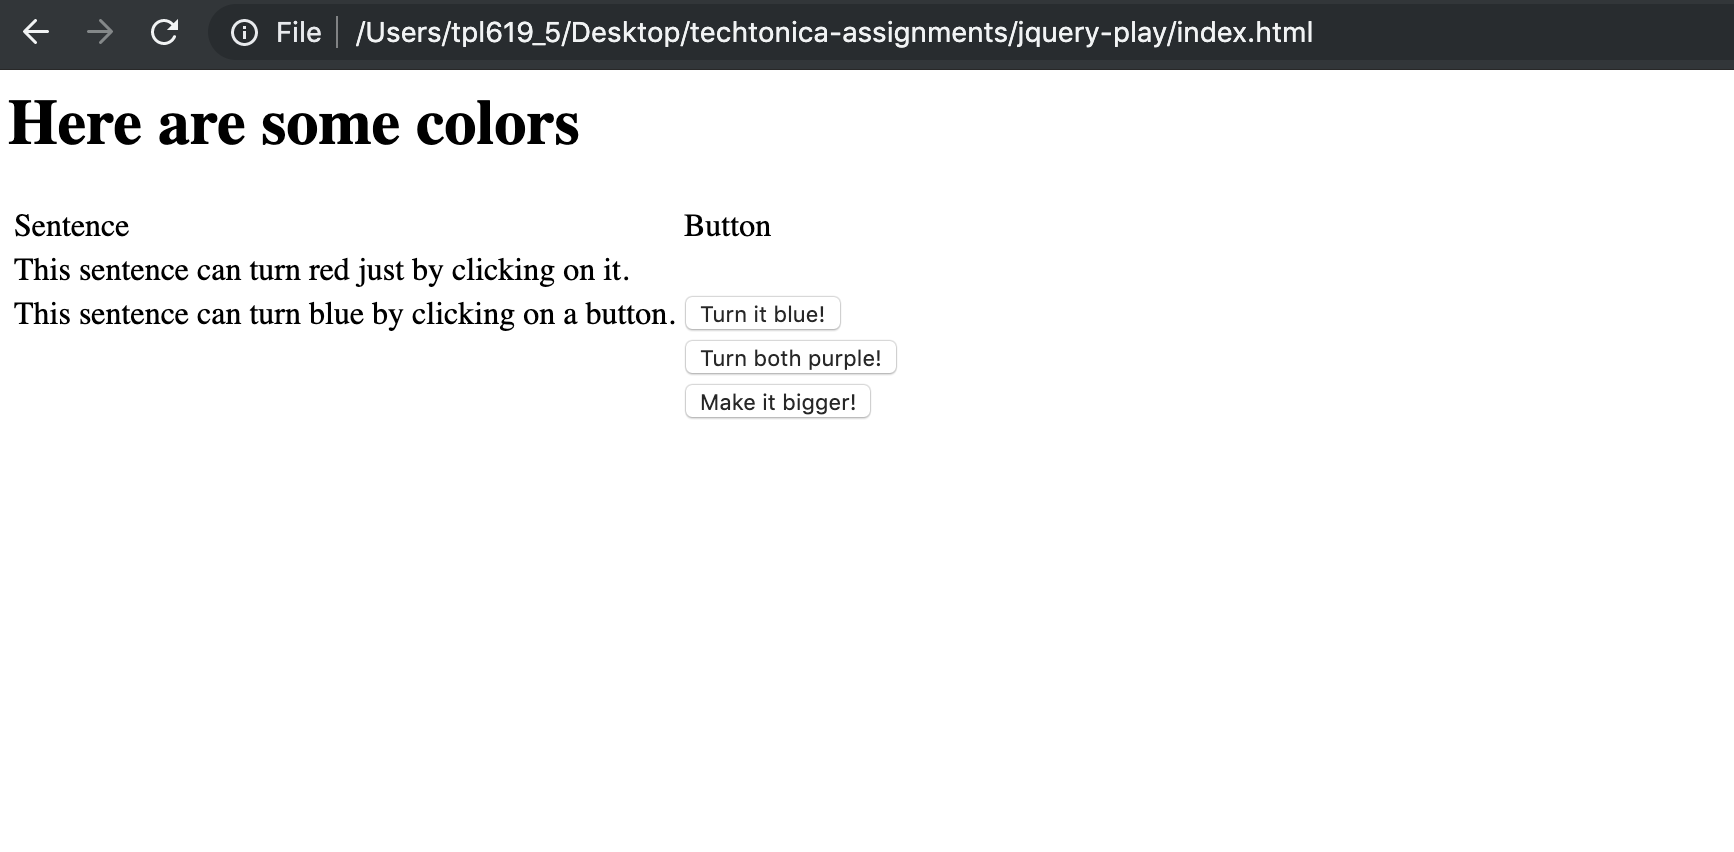 File /Users/tpl619_5/Desktop/techtonica-assignments/jquery-play/index.html
Here are some colors
Sentence Button
This sentence can turn red just by clicking on it.
This sentence can turn blue by clicking on a button. Turn it blue!
Turn both purple!
Make it bigger!